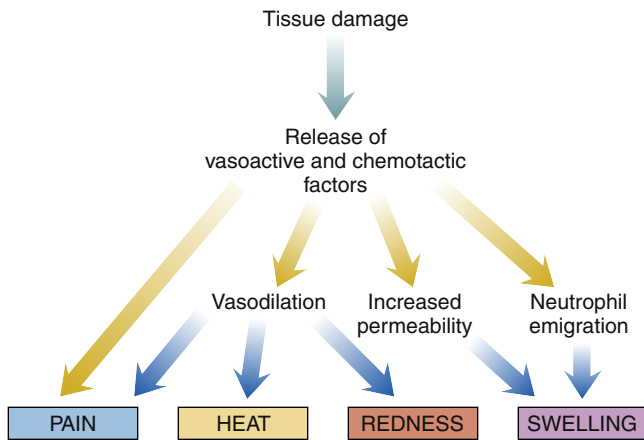 Tissue damage
Release of
vasoactive and chemotactic
factors
Vasodilation
Increased
permeability
Neutrophil
emigration
PAIN
HEAT
REDNESS
SWELLING